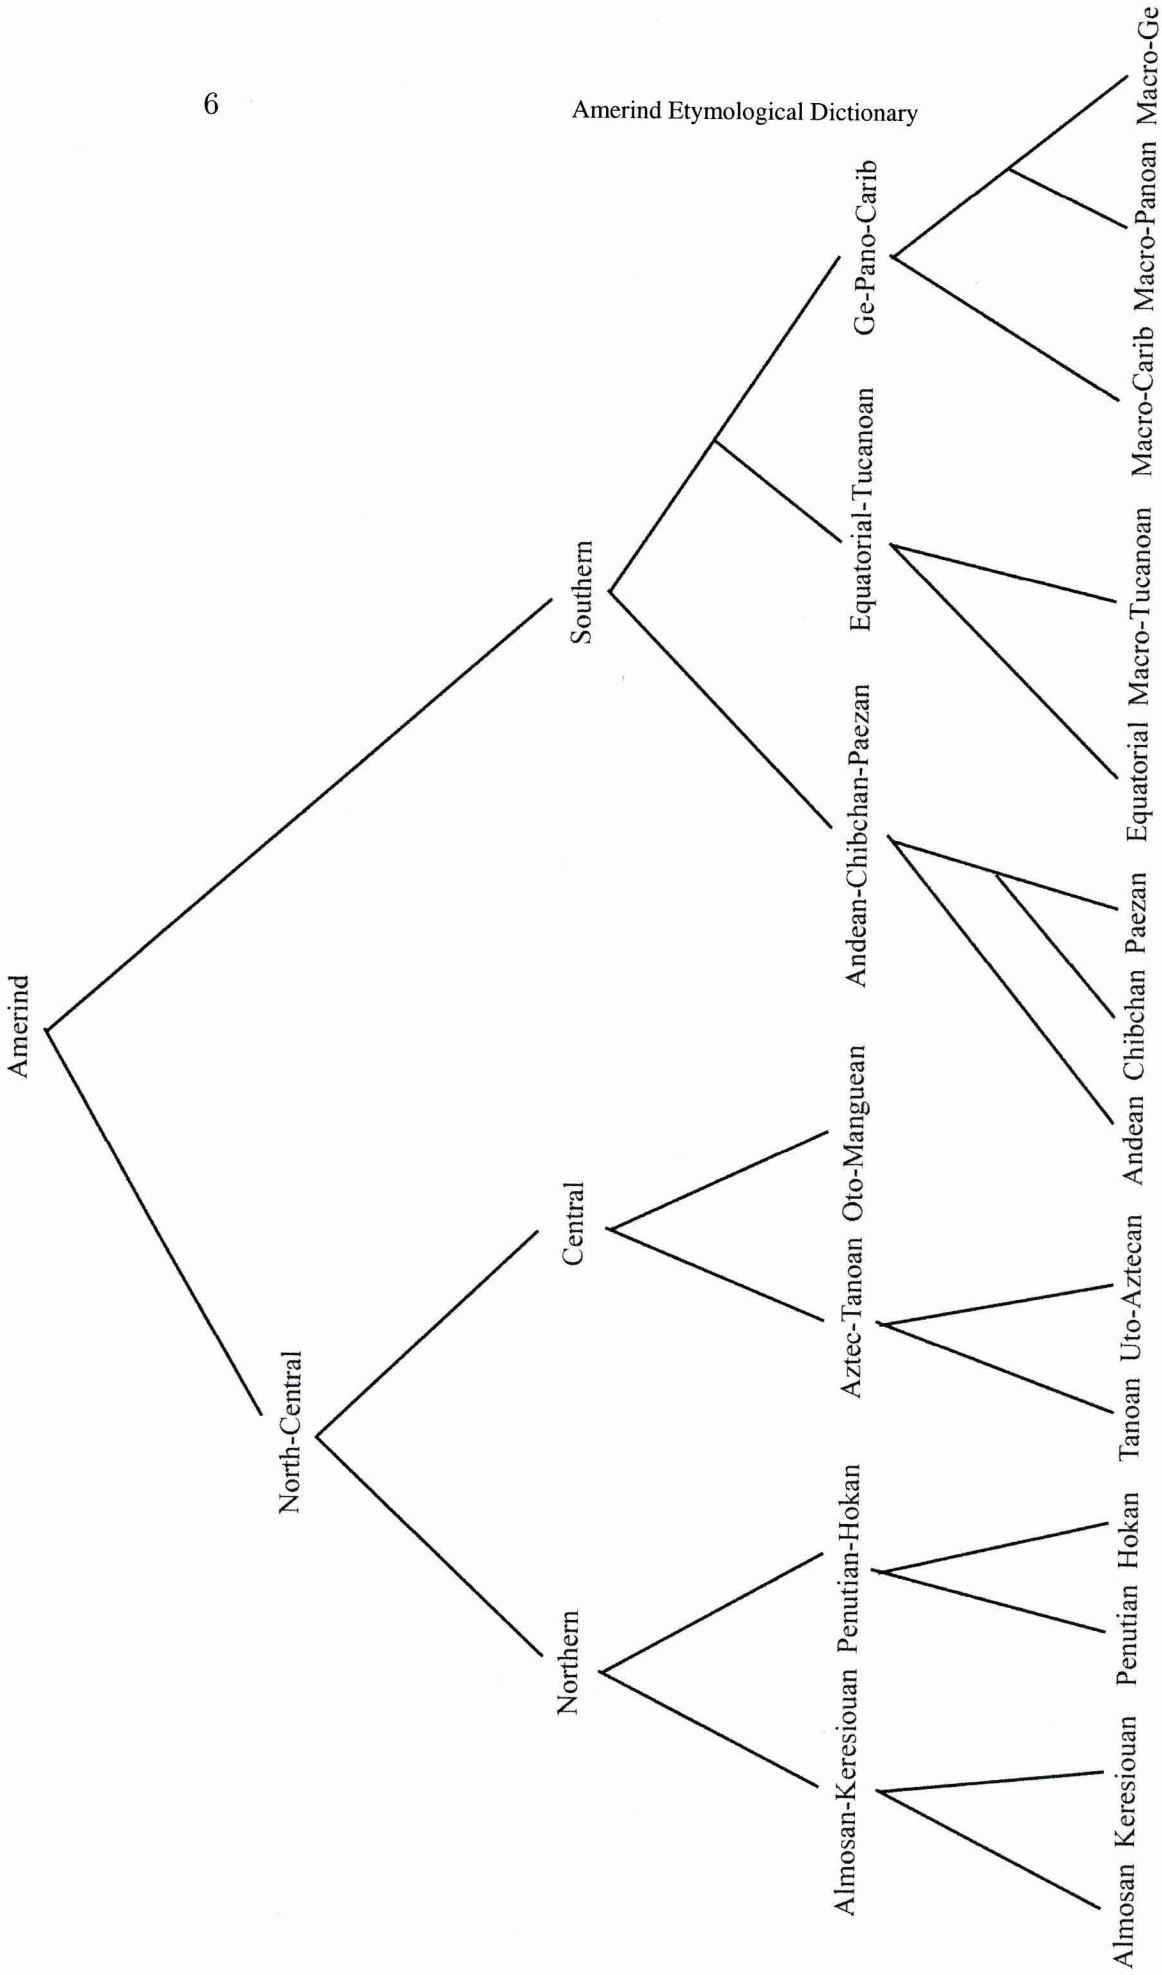 6
Amerind Etymological Dictionary
Amerind
North-Central
Southern
Northern
Central
Almosan-Keresiouan
Penutian-Hokan
Aztec-Tanoan
Oto-Manguean
Andean-Chibchan-Paezan
Equatorial-Tucanoan
Ge-Pano-Carib
Almosan
Keresiouan
Penutian
Hokan
Tanoan
Uto-Aztecan
Andean
Chibchan
Paezan
Equatorial
Macro-Tucanoan
Macro-Carib
Macro-Panoan
Macro-Ge